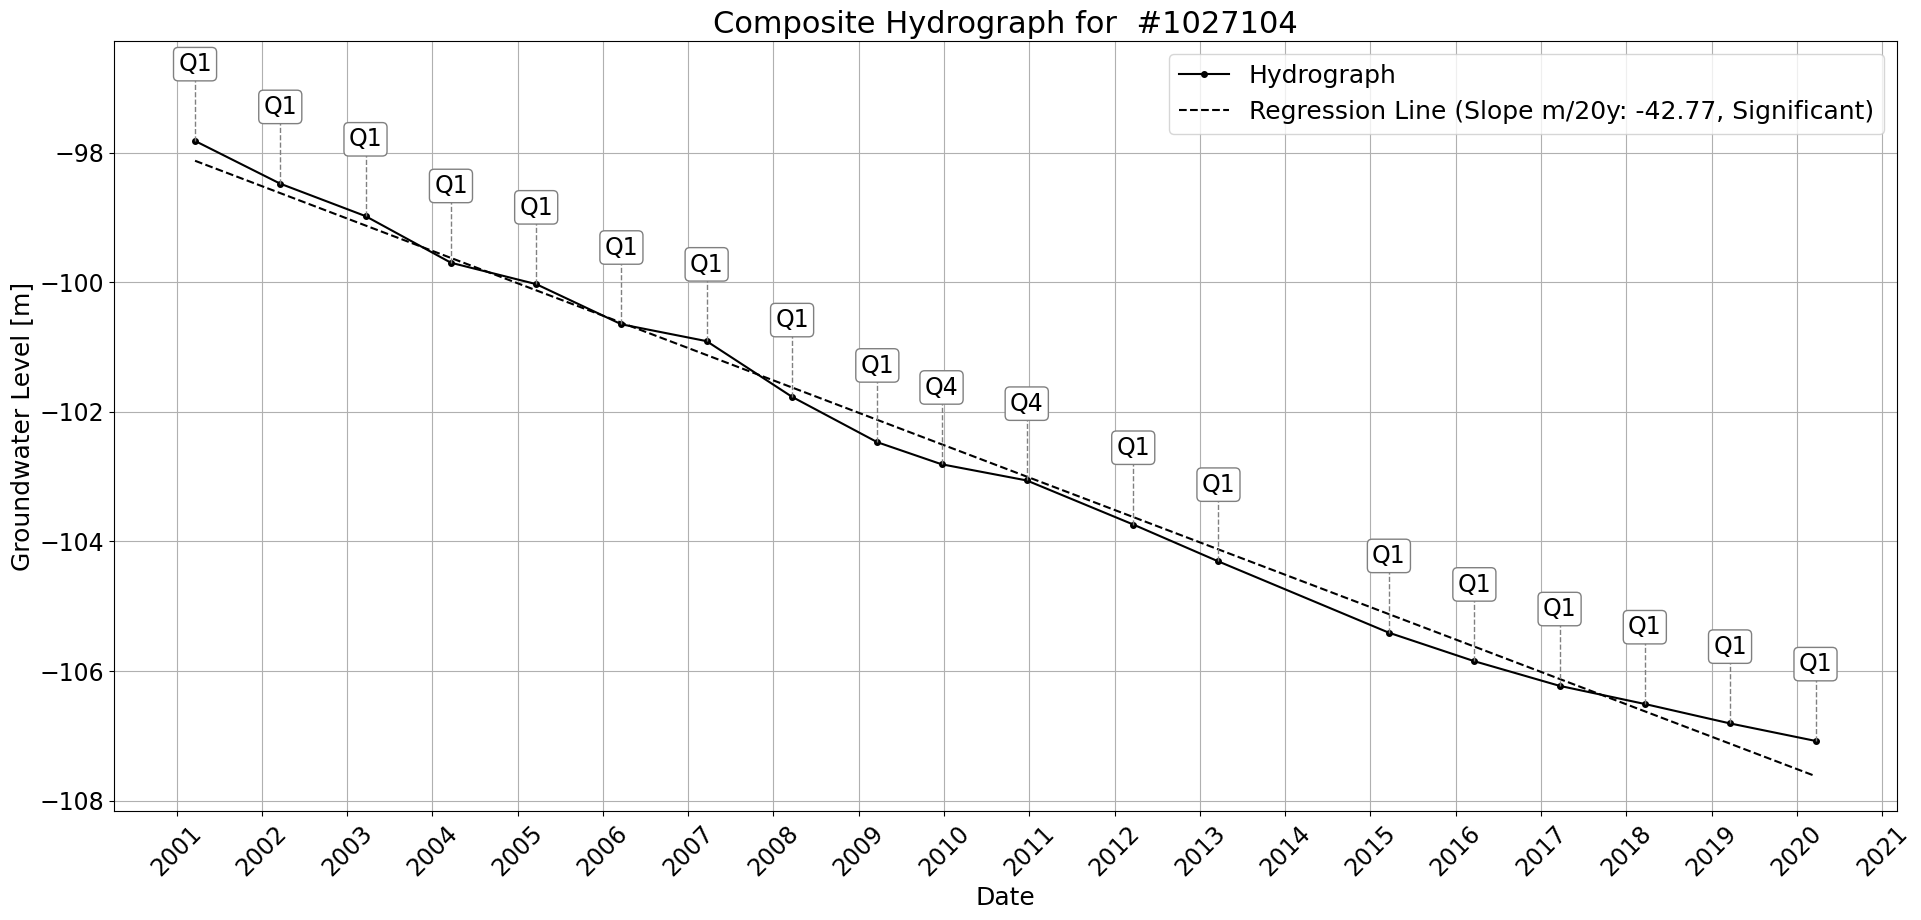 Composite Hydrograph for  #1027104
Hydrograph
Regression Line (Slope m/20y: -42.77, Significant)
Q1
Q1
Q1
Q1
Q1
Q1
Q1
Q1
Q1
Q4
Q4
Q1
Q1
Q1
Q1
Q1
Q1
Q1
Q1
Groundwater Level [m]
−98
−100
−102
−104
−106
−108
2001
2002
2003
2004
2005
2006
2007
2008
2009
2010
2011
2012
2013
2014
2015
2016
2017
2018
2019
2020
2021
Date